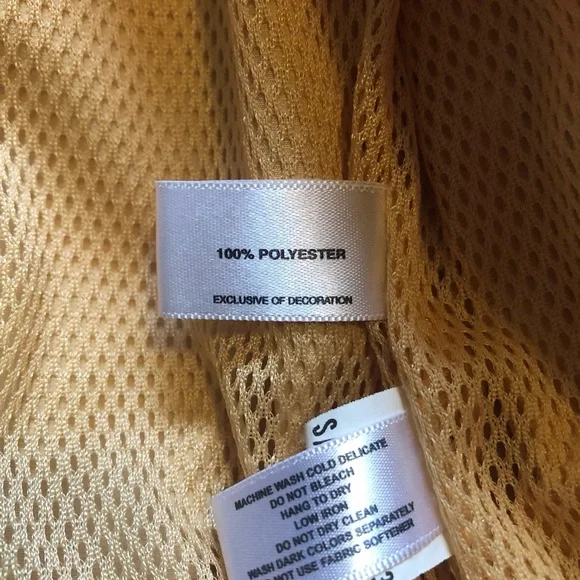 100% POLYESTER
EXCLUSIVE OF DECORATION
MACHINE WASH COLD DELICATE
DO NOT BLEACH
HANG TO DRY
LOW IRON
DO NOT DRY CLEAN
WASH DARK COLORS SEPARATELY
DO NOT USE FABRIC SOFTENER